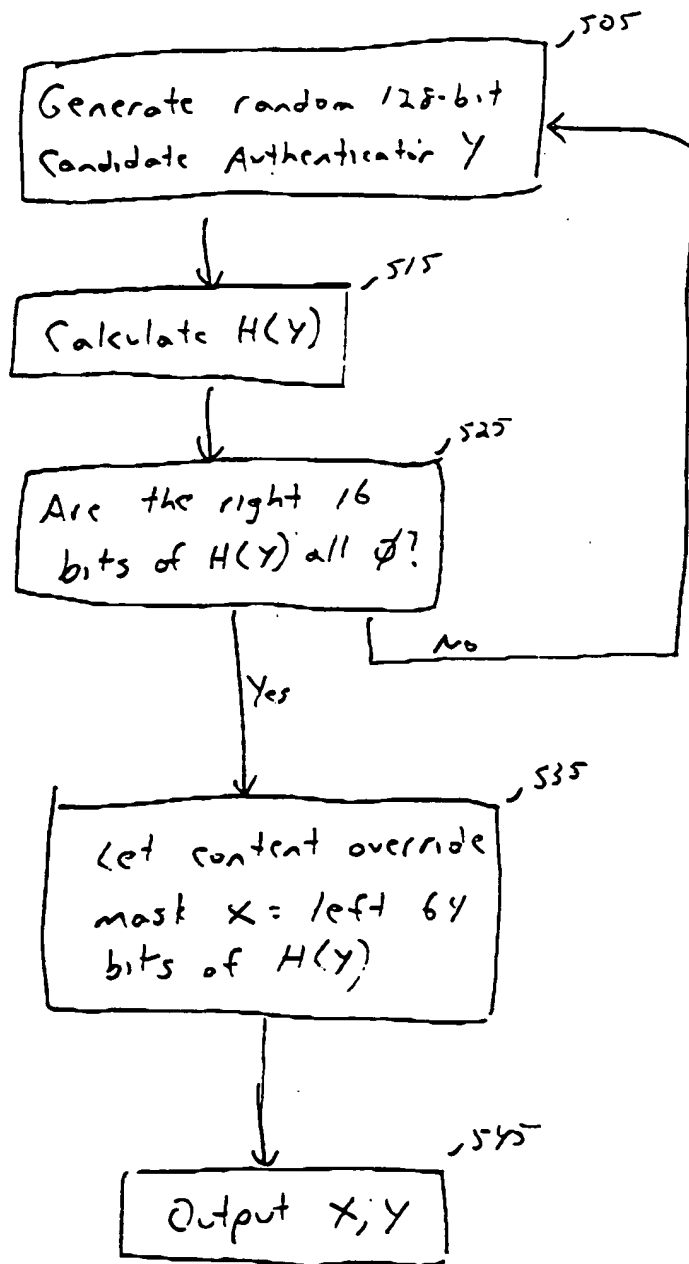 505
Generate random 128-bit
Candidate Authenticator Y
515
Calculate H(Y)
525
Are the right 16
bits of H(Y) all Ø?
No
Yes
535
Let content override
mask X = left 64
bits of H(Y)
545
Output X, Y